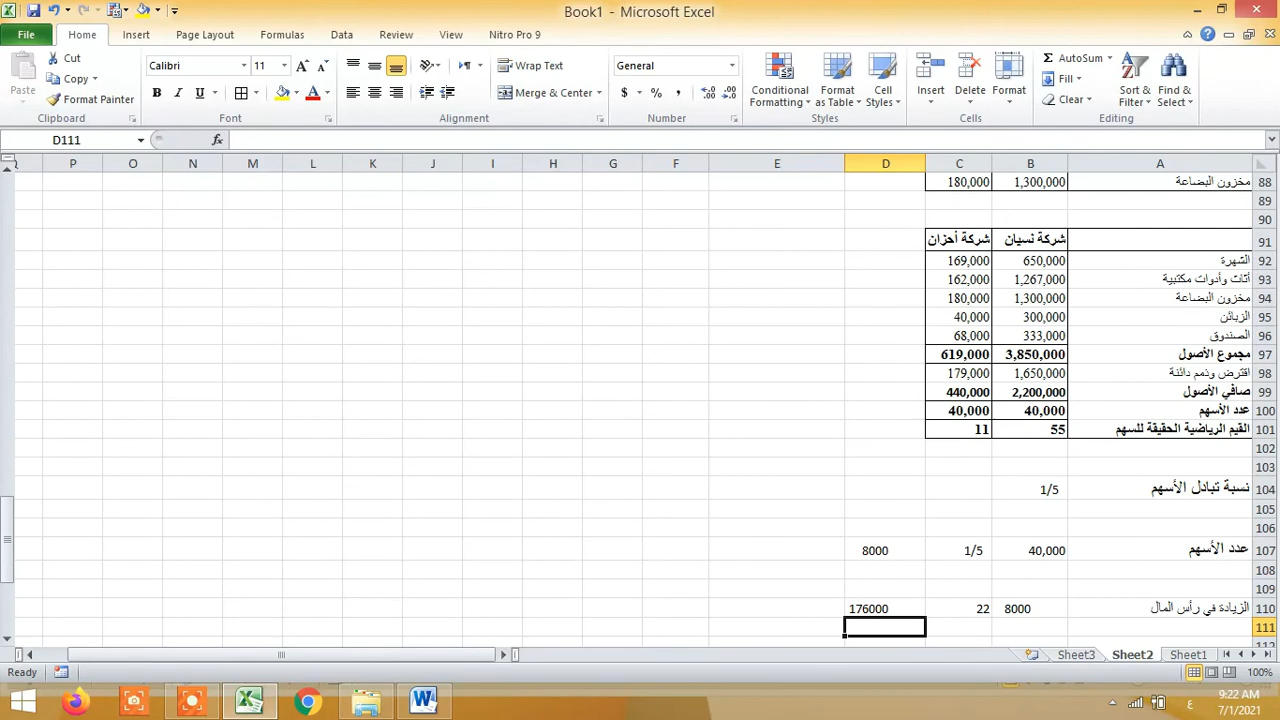 Book1 - Microsoft Excel
File Home Insert Page Layout Formulas Data Review View Nitro Pro 9
Paste
Cut
Copy
Format Painter
Clipboard
Calibri 11
B I U
Font
Wrap Text
Merge & Center
Alignment
General
$ % ,
Number
Conditional Formatting
Format as Table
Cell Styles
Styles
Insert Delete Format
Cells
AutoSum
Fill
Clear
Sort & Filter
Find & Select
Editing
D111 fx
P O N M L K J I H G F E D C B A
88 مخزون البضاعة 1,300,000 180,000
89
90
91 شركة نسيان شركة أحزان
92 الشهرة 650,000 169,000
93 أثاث وأدوات مكتبية 1,267,000 162,000
94 مخزون البضاعة 1,300,000 180,000
95 الزبائن 300,000 40,000
96 الصندوق 333,000 68,000
97 مجموع الأصول 3,850,000 619,000
98 اقترض وذمم دائنة 1,650,000 179,000
99 صافي الأصول 2,200,000 440,000
100 عدد الأسهم 40,000 40,000
101 القيم الرياضية الحقيقة للسهم 55 11
102
103
104 نسبة تبادل الأسهم 1/5
105
106
107 عدد الأسهم 40,000 1/5 8000
108
109
110 الزيادة في رأس المال 8000 22 176000
111
Sheet3 Sheet2 Sheet1
Ready 100%
ع 9:22 AM
7/1/2021